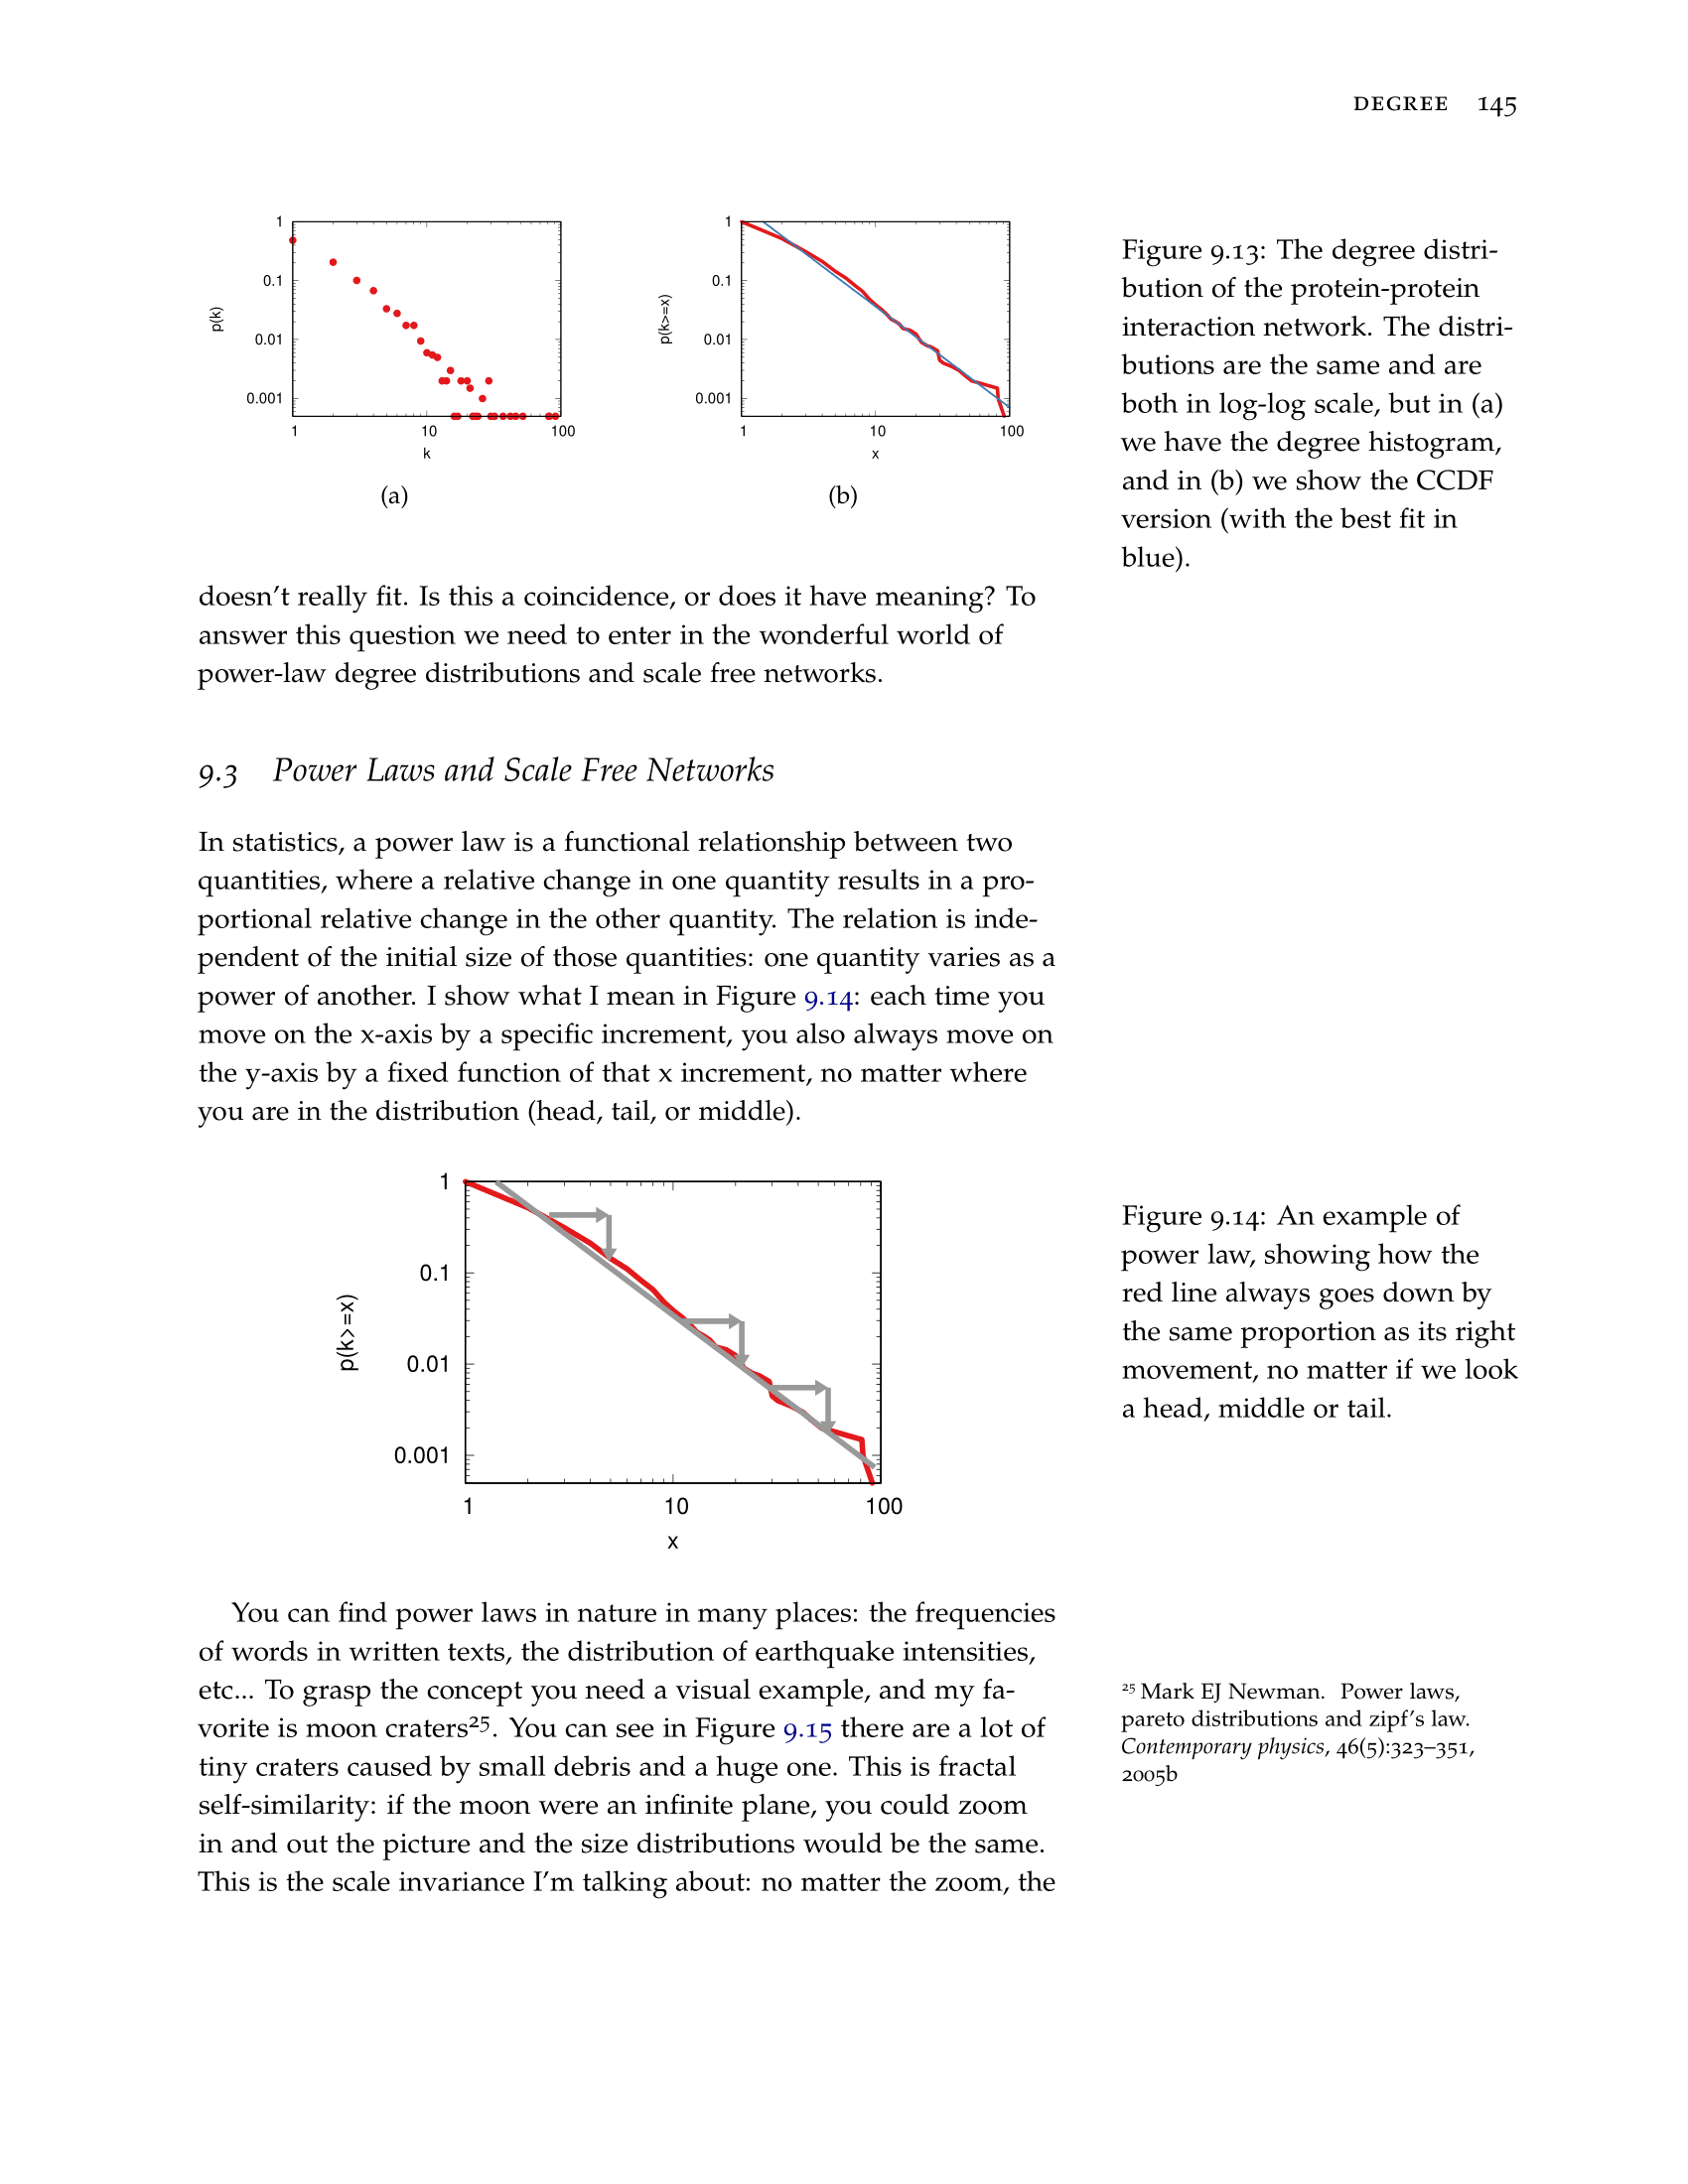 DEGREE 145
1
0.1
0.01
0.001
p(k)
1 10 100
k
(a)
1
0.1
0.01
0.001
p(k>=x)
1 10 100
x
(b)
Figure 9.13: The degree distri-
bution of the protein-protein
interaction network. The distri-
butions are the same and are
both in log-log scale, but in (a)
we have the degree histogram,
and in (b) we show the CCDF
version (with the best fit in
blue).
doesn't really fit. Is this a coincidence, or does it have meaning? To
answer this question we need to enter in the wonderful world of
power-law degree distributions and scale free networks.
9.3 Power Laws and Scale Free Networks
In statistics, a power law is a functional relationship between two
quantities, where a relative change in one quantity results in a pro-
portional relative change in the other quantity. The relation is inde-
pendent of the initial size of those quantities: one quantity varies as a
power of another. I show what I mean in Figure 9.14: each time you
move on the x-axis by a specific increment, you also always move on
the y-axis by a fixed function of that x increment, no matter where
you are in the distribution (head, tail, or middle).
1
0.1
0.01
0.001
p(k>=x)
1 10 100
x
Figure 9.14: An example of
power law, showing how the
red line always goes down by
the same proportion as its right
movement, no matter if we look
a head, middle or tail.
You can find power laws in nature in many places: the frequencies
of words in written texts, the distribution of earthquake intensities,
etc... To grasp the concept you need a visual example, and my fa-
vorite is moon craters25. You can see in Figure 9.15 there are a lot of
tiny craters caused by small debris and a huge one. This is fractal
self-similarity: if the moon were an infinite plane, you could zoom
in and out the picture and the size distributions would be the same.
This is the scale invariance I'm talking about: no matter the zoom, the
25 Mark EJ Newman. Power laws,
pareto distributions and zipf's law.
Contemporary physics, 46(5):323–351,
2005b